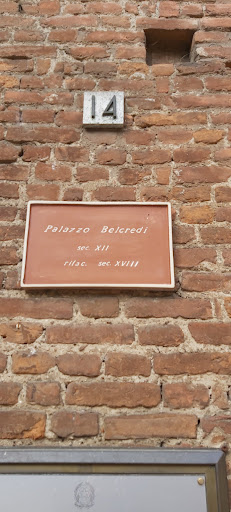 14
Palazzo Belcredi
sec. XII
rifac. sec. XVIII